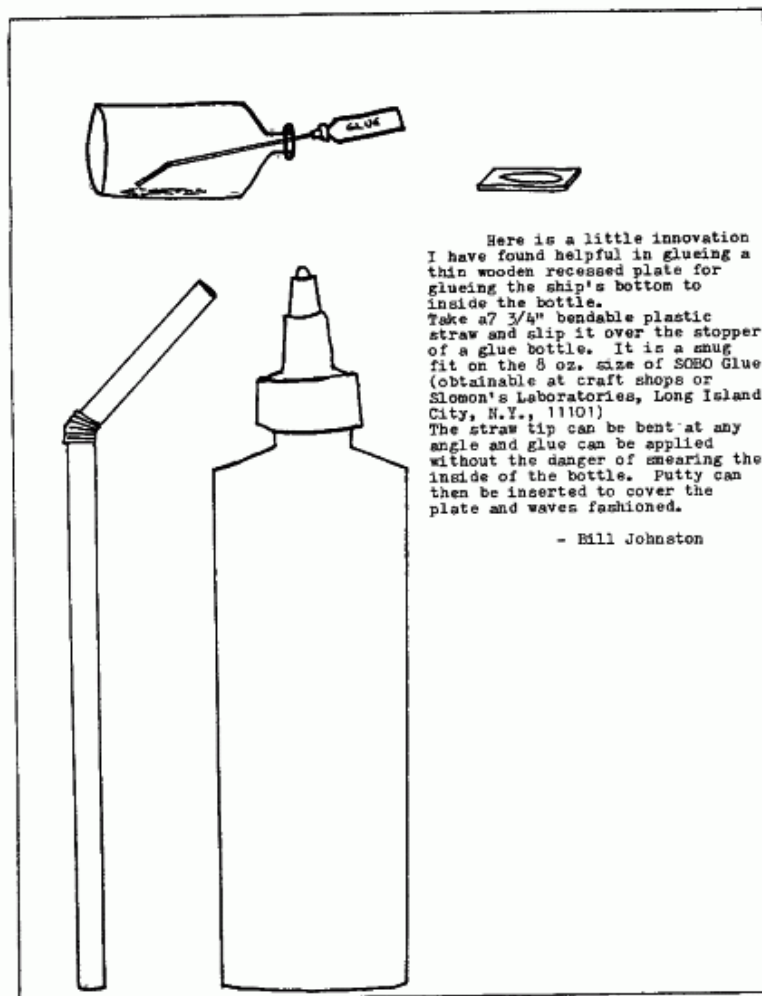 GLUE
Here is a little innovation
I have found helpful in glueing a
thin wooden recessed plate for
glueing the ship's bottom to
inside the bottle.
Take a7 3/4" bendable plastic
straw and slip it over the stopper
of a glue bottle. It is a snug
fit on the 8 oz. size of SOBO Glue
(obtainable at craft shops or
Slomon's Laboratories, Long Island
City, N.Y., 11101)
The straw tip can be bent at any
angle and glue can be applied
without the danger of smearing the
inside of the bottle. Putty can
then be inserted to cover the
plate and waves fashioned.
- Bill Johnston